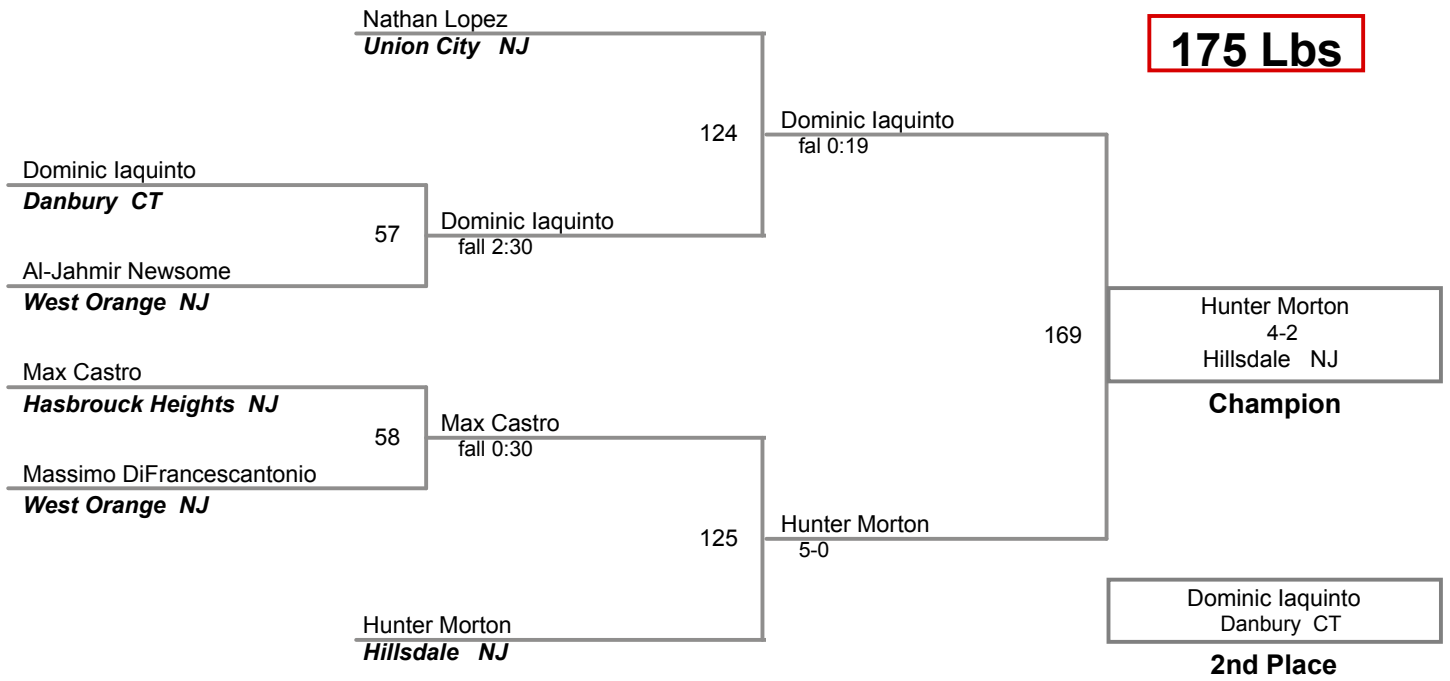 Nathan Lopez
Union City NJ
175 Lbs
124
Dominic Iaquinto
fal 0:19
Dominic Iaquinto
Danbury CT
57
Dominic Iaquinto
fall 2:30
Al-Jahmir Newsome
West Orange NJ
169
Hunter Morton
4-2
Hillsdale NJ
Champion
Max Castro
Hasbrouck Heights NJ
58
Max Castro
fall 0:30
Massimo DiFrancescantonio
West Orange NJ
125
Hunter Morton
5-0
Hunter Morton
Hillsdale NJ
Dominic Iaquinto
Danbury CT
2nd Place